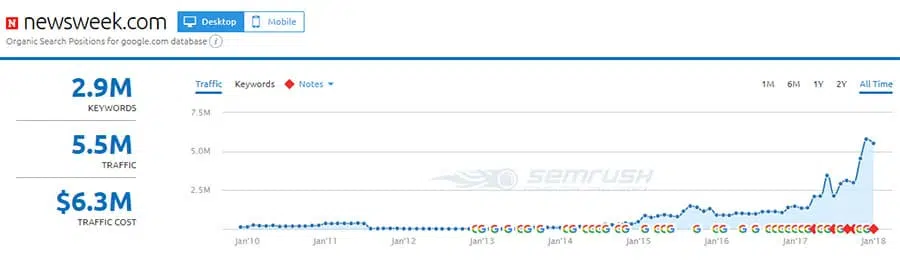 N newsweek.com Desktop Mobile
Organic Search Positions for google.com database i
2.9M
KEYWORDS
5.5M
TRAFFIC
$6.3M
TRAFFIC COST
Traffic Keywords Notes 1M 6M 1Y 2Y All Time
7.5M
5.0M
2.5M
SEMRUSH
Jan'10 Jan'11 Jan'12 Jan'13 Jan'14 Jan'15 Jan'16 Jan'17 Jan'18